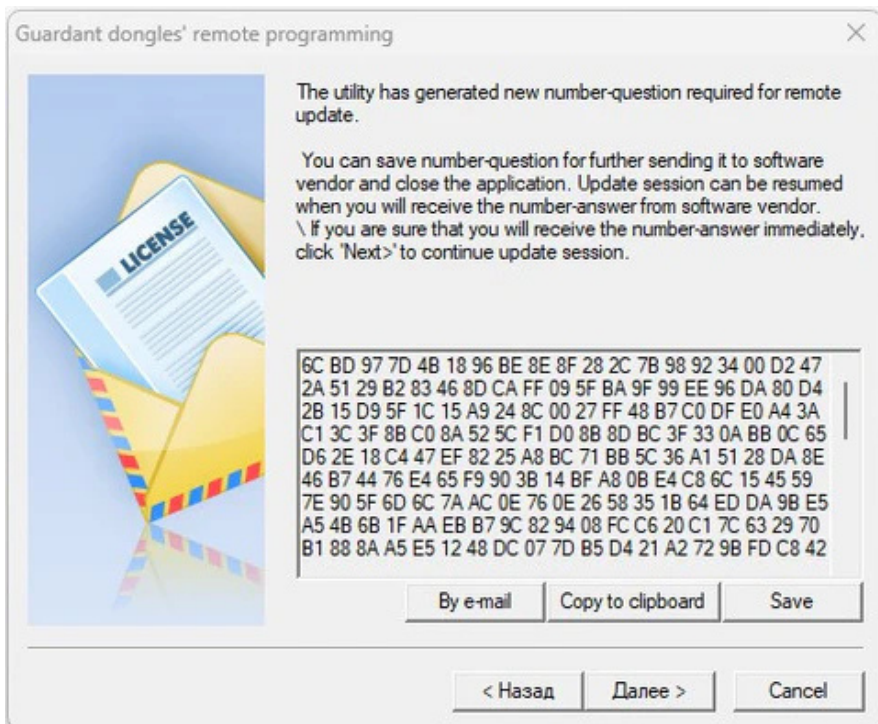 Guardant dongles' remote programming
The utility has generated new number-question required for remote
update.
You can save number-question for further sending it to software
vendor and close the application. Update session can be resumed
when you will receive the number-answer from software vendor.
\ If you are sure that you will receive the number-answer immediately,
click 'Next>' to continue update session.
LICENSE
6C BD 97 7D 4B 18 96 BE 8E 8F 28 2C 7B 98 92 34 00 D2 47
2A 51 29 B2 83 46 8D CA FF 09 5F BA 9F 99 EE 96 DA 80 D4
2B 15 D9 5F 1C 15 A9 24 8C 00 27 FF 48 B7 C0 DF E0 A4 3A
C1 3C 3F 8B C0 8A 52 5C F1 D0 8B 8D BC 3F 33 0A BB 0C 65
D6 2E 18 C4 47 EF 82 25 A8 BC 71 BB 5C 36 A1 51 28 DA 8E
46 B7 44 76 E4 65 F9 90 3B 14 BF A8 0B E4 C8 6C 15 45 59
7E 90 5F 6D 6C 7A AC 0E 76 0E 26 58 35 1B 64 ED DA 9B E5
A5 4B 6B 1F AA EB B7 9C 82 94 08 FC C6 20 C1 7C 63 29 70
B1 88 8A A5 E5 12 48 DC 07 7D B5 D4 21 A2 72 9B FD C8 42
By e-mail
Copy to clipboard
Save
< Назад
Далее >
Cancel